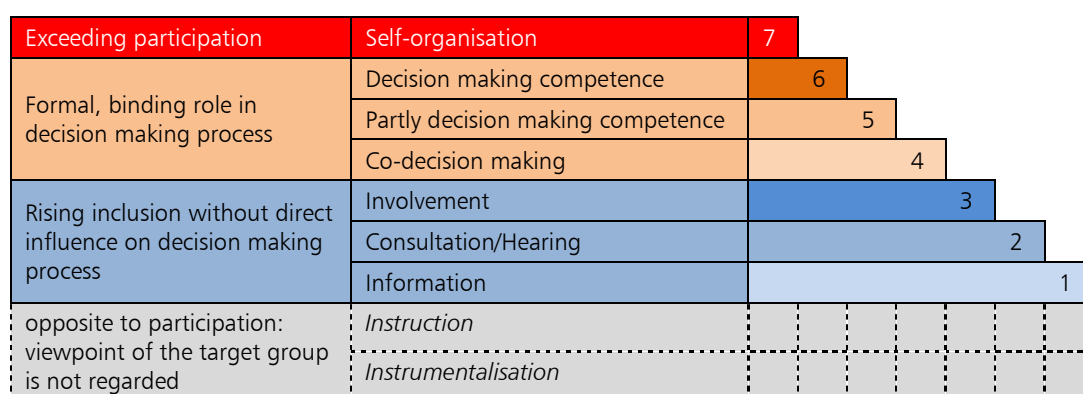 Exceeding participation
Self-organisation
7
Formal, binding role in
decision making process
Decision making competence
6
Partly decision making competence
5
Co-decision making
4
Rising inclusion without direct
influence on decision making
process
Involvement
3
Consultation/Hearing
2
Information
1
opposite to participation:
viewpoint of the target group
is not regarded
Instruction
Instrumentalisation